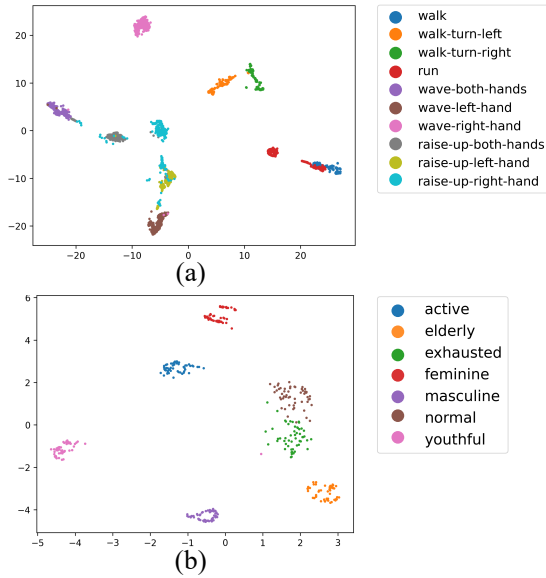 20
10
0
−10
−20
−20
−10
0
10
20
walk
walk-turn-left
walk-turn-right
run
wave-both-hands
wave-left-hand
wave-right-hand
raise-up-both-hands
raise-up-left-hand
raise-up-right-hand
(a)
6
4
2
0
−2
−4
−5
−4
−3
−2
−1
0
1
2
3
active
elderly
exhausted
feminine
masculine
normal
youthful
(b)